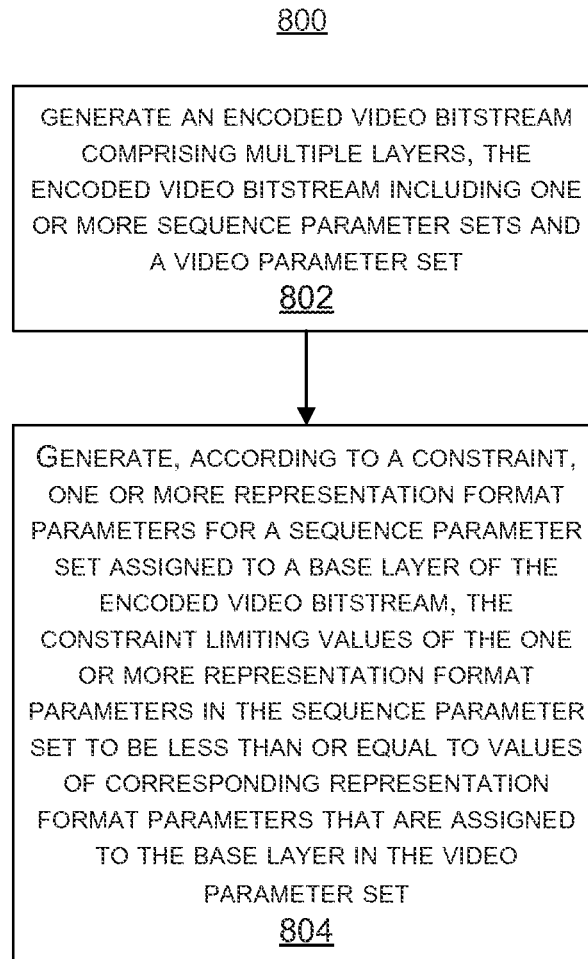 800
GENERATE AN ENCODED VIDEO BITSTREAM
COMPRISING MULTIPLE LAYERS, THE
ENCODED VIDEO BITSTREAM INCLUDING ONE
OR MORE SEQUENCE PARAMETER SETS AND
A VIDEO PARAMETER SET
802
GENERATE, ACCORDING TO A CONSTRAINT,
ONE OR MORE REPRESENTATION FORMAT
PARAMETERS FOR A SEQUENCE PARAMETER
SET ASSIGNED TO A BASE LAYER OF THE
ENCODED VIDEO BITSTREAM, THE
CONSTRAINT LIMITING VALUES OF THE ONE
OR MORE REPRESENTATION FORMAT
PARAMETERS IN THE SEQUENCE PARAMETER
SET TO BE LESS THAN OR EQUAL TO VALUES
OF CORRESPONDING REPRESENTATION
FORMAT PARAMETERS THAT ARE ASSIGNED
TO THE BASE LAYER IN THE VIDEO
PARAMETER SET
804